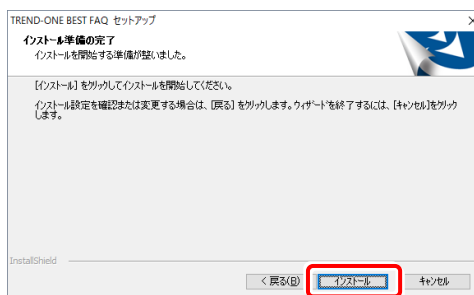 TREND-ONE BEST FAQ セットアップ
インストール準備の完了
インストールを開始する準備が整いました。
[インストール] をクリックしてインストールを開始してください。
インストール設定を確認または変更する場合は、[戻る] をクリックします。ウィザードを終了するには、[キャンセル]をクリック
します。
InstallShield
< 戻る(B)
インストール
キャンセル